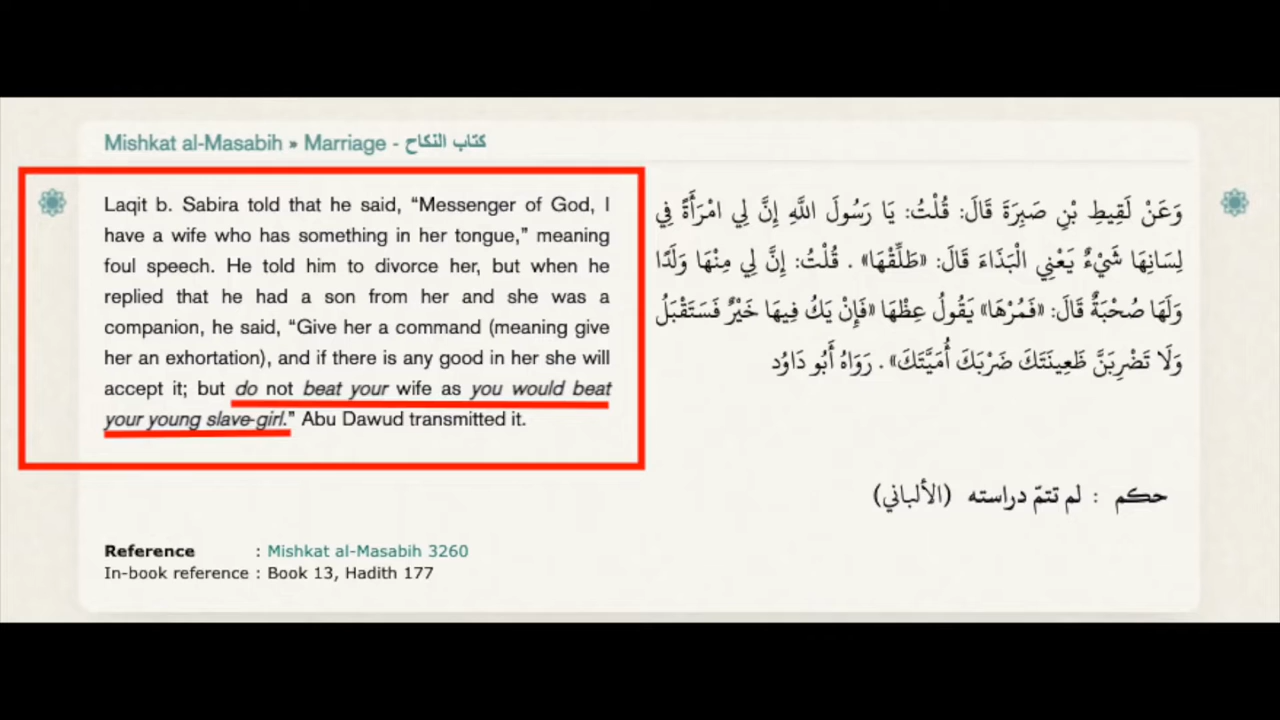 Mishkat al-Masabih » Marriage - كتاب النكاح
Laqit b. Sabira told that he said, “Messenger of God, I
have a wife who has something in her tongue,” meaning
foul speech. He told him to divorce her, but when he
replied that he had a son from her and she was a
companion, he said, “Give her a command (meaning give
her an exhortation), and if there is any good in her she will
accept it; but do not beat your wife as you would beat
your young slave-girl.” Abu Dawud transmitted it.
وَعَنْ لَقِيطِ بْنِ صَبِرَةَ قَالَ: قُلْتُ: يَا رَسُولَ اللَّهِ إِنَّ لِي امْرَأَةً فِي
لِسَانِهَا شَيْءٌ يَعْنِي الْبَذَاءَ قَالَ: «طَلِّقْهَا» . قُلْتُ: إِنَّ لِي مِنْهَا وَلَدًا
وَلَهَا صُحْبَةٌ قَالَ: «فَمُرْهَا» يَقُولُ عِظْهَا «فَإِنْ يَكُ فِيهَا خَيْرٌ فَسَتَقْبَلُ
وَلَا تَضْرِبَنَّ ظَعِينَتَكَ ضَرْبَكَ أُمَيَّتَكَ» . رَوَاهُ أَبُو دَاوُد
حكم : لم تتمّ دراسته (الألباني)
Reference : Mishkat al-Masabih 3260
In-book reference : Book 13, Hadith 177